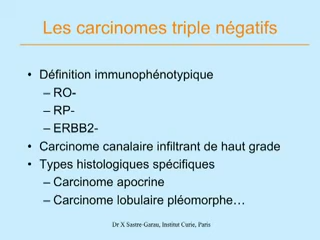 Les carcinomes triple négatifs
• Définition immunophénotypique
– RO-
– RP-
– ERBB2-
• Carcinome canalaire infiltrant de haut grade
• Types histologiques spécifiques
– Carcinome apocrine
– Carcinome lobulaire pléomorphe…
Dr X Sastre-Garau, Institut Curie, Paris